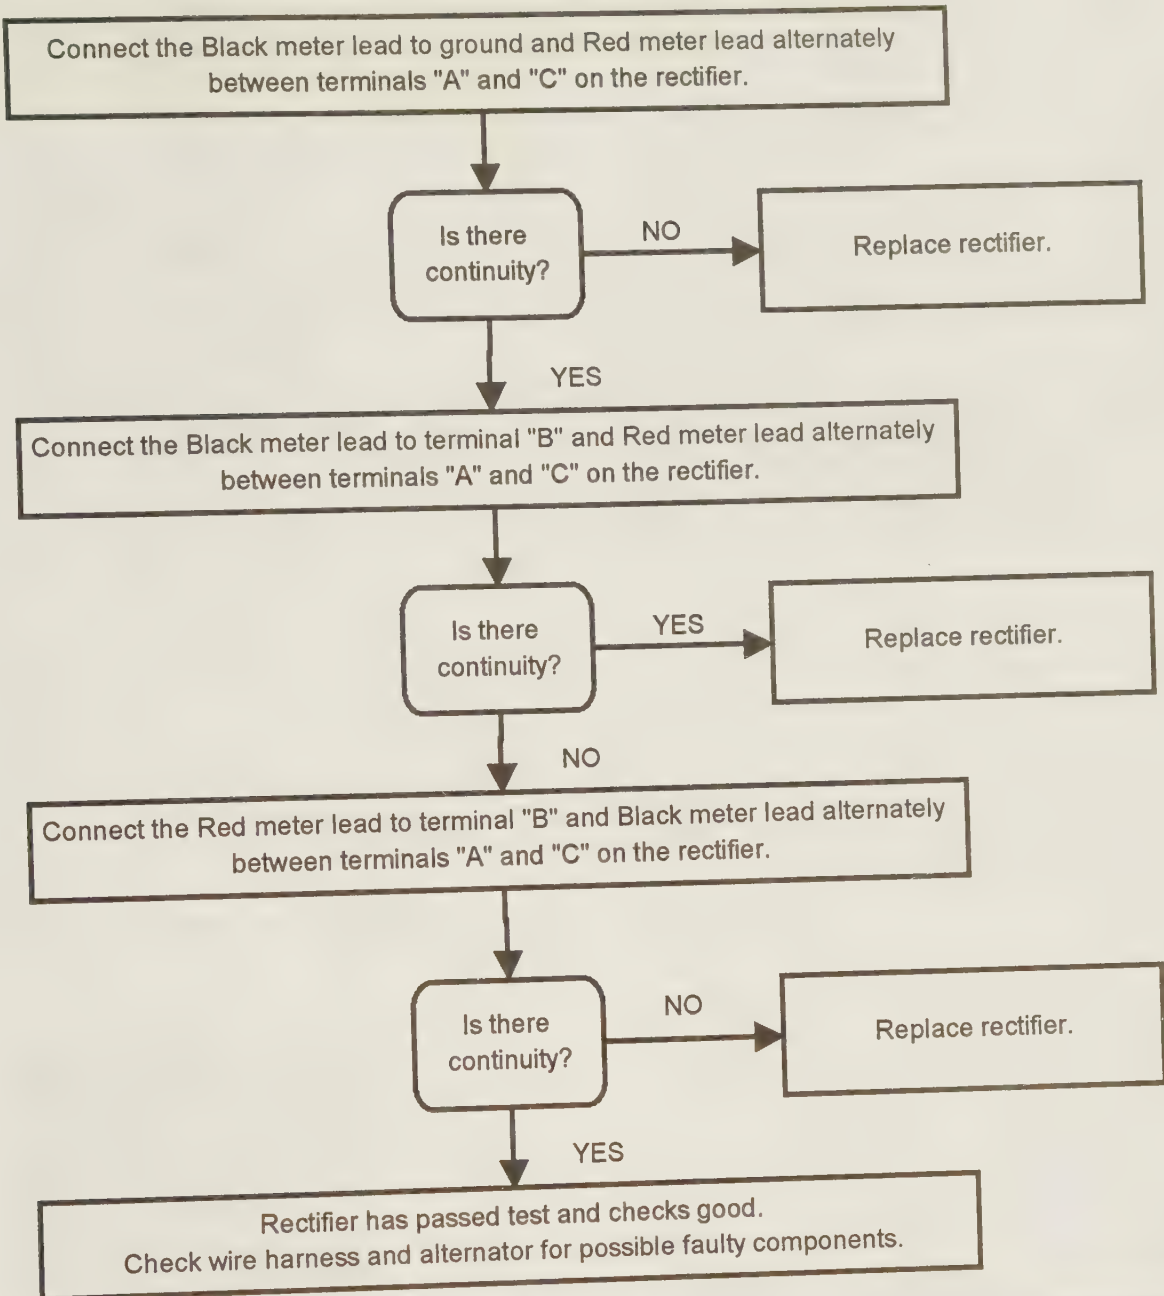 Connect the Black meter lead to ground and Red meter lead alternately
between terminals "A" and "C" on the rectifier.
Is there
continuity?
NO
Replace rectifier.
YES
Connect the Black meter lead to terminal "B" and Red meter lead alternately
between terminals "A" and "C" on the rectifier.
Is there
continuity?
YES
Replace rectifier.
NO
Connect the Red meter lead to terminal "B" and Black meter lead alternately
between terminals "A" and "C" on the rectifier.
Is there
continuity?
NO
Replace rectifier.
YES
Rectifier has passed test and checks good.
Check wire harness and alternator for possible faulty components.